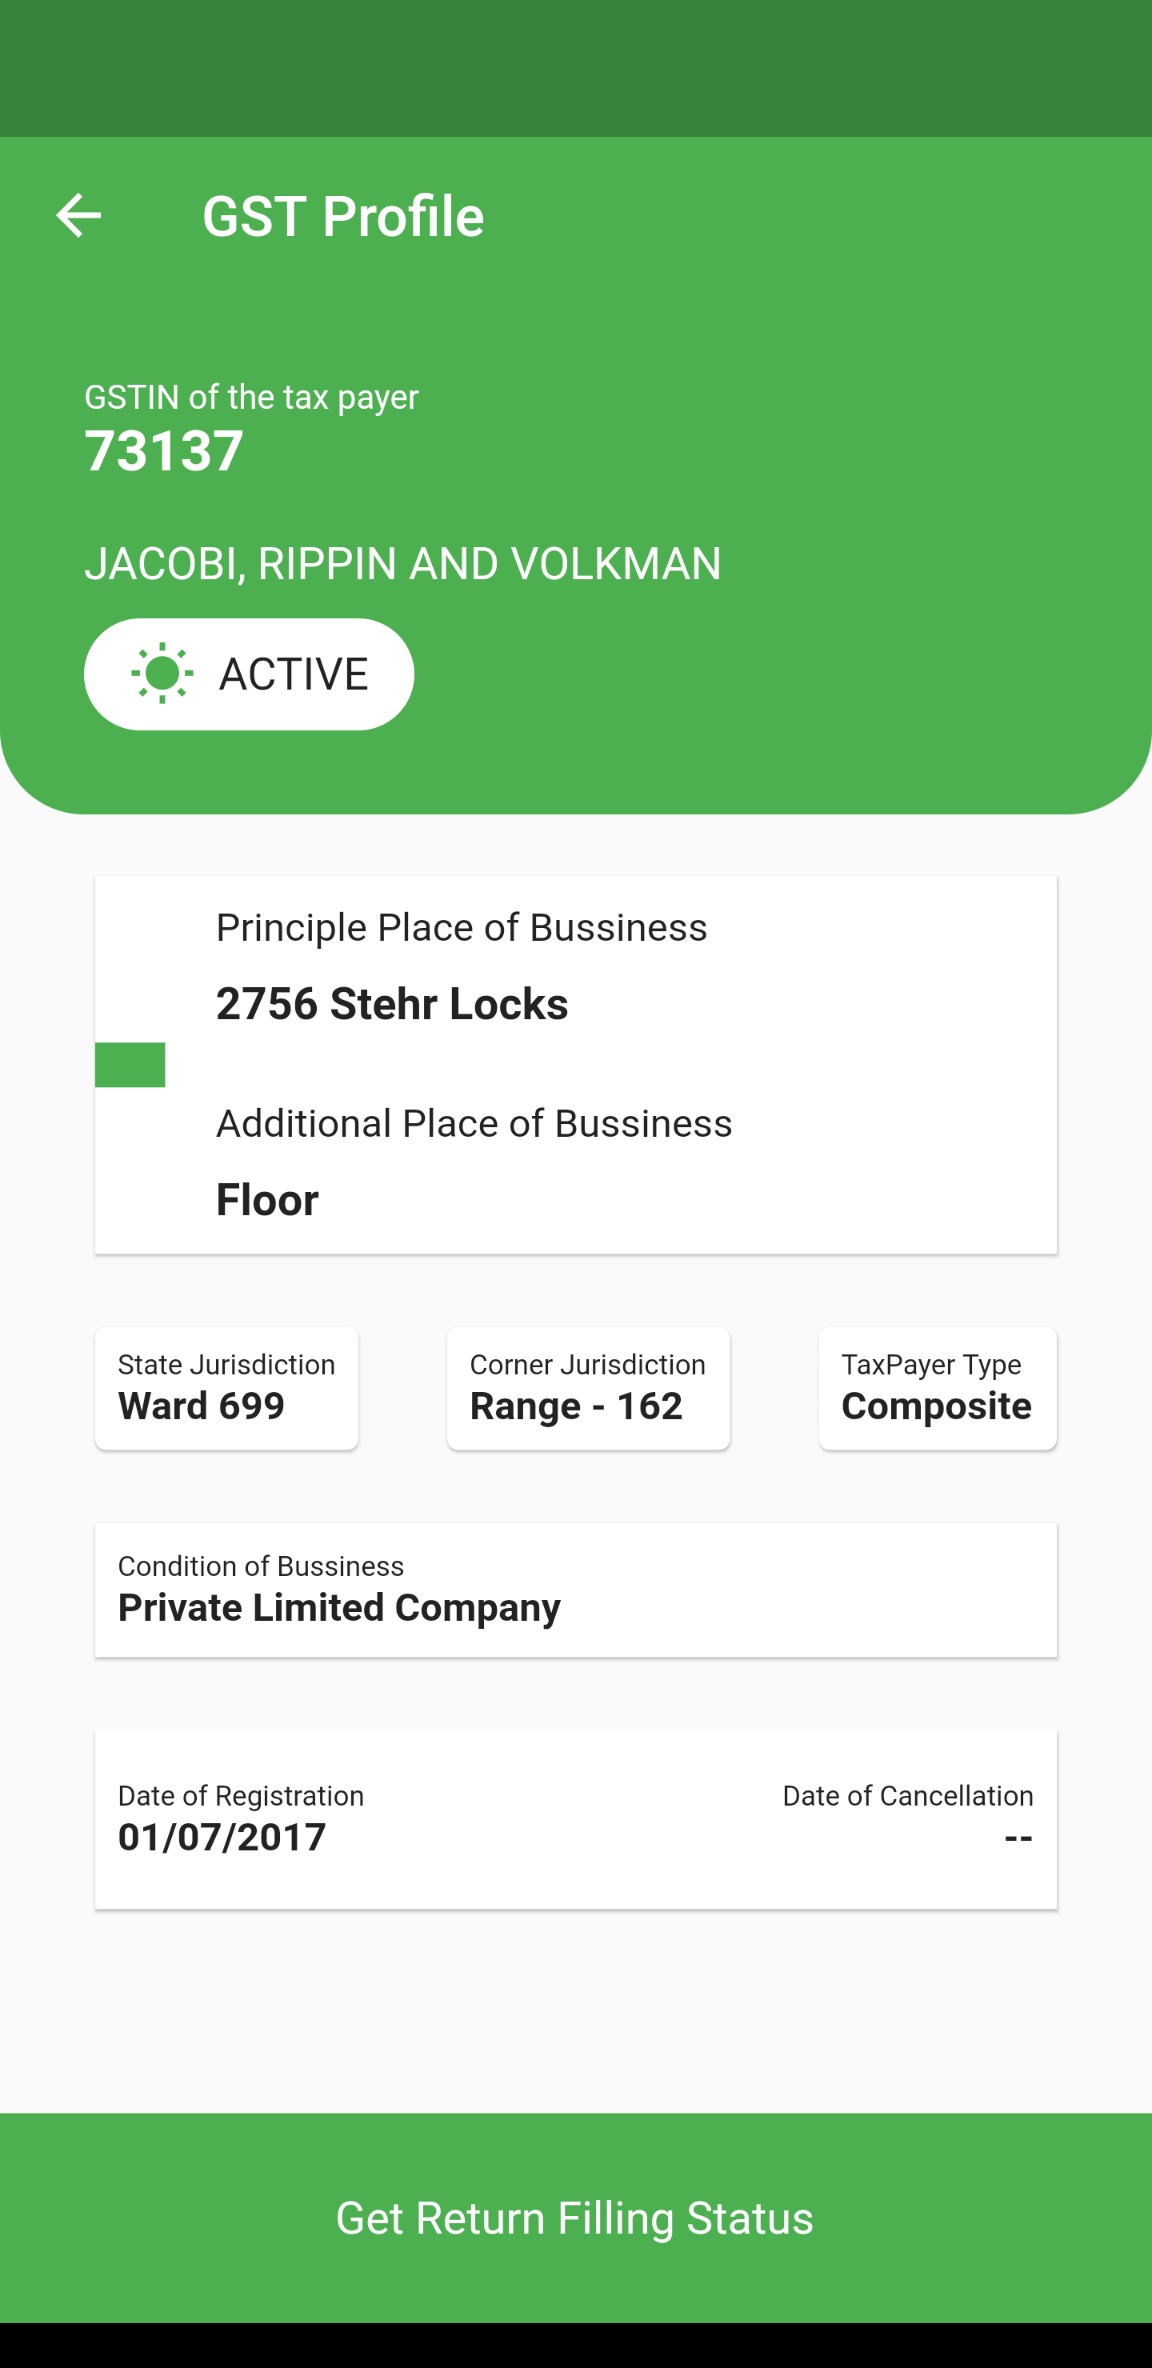 GST Profile
GSTIN of the tax payer
73137
JACOBI, RIPPIN AND VOLKMAN
ACTIVE
Principle Place of Bussiness
2756 Stehr Locks
Additional Place of Bussiness
Floor
State Jurisdiction
Ward 699
Corner Jurisdiction
Range - 162
TaxPayer Type
Composite
Condition of Bussiness
Private Limited Company
Date of Registration
01/07/2017
Date of Cancellation
--
Get Return Filling Status